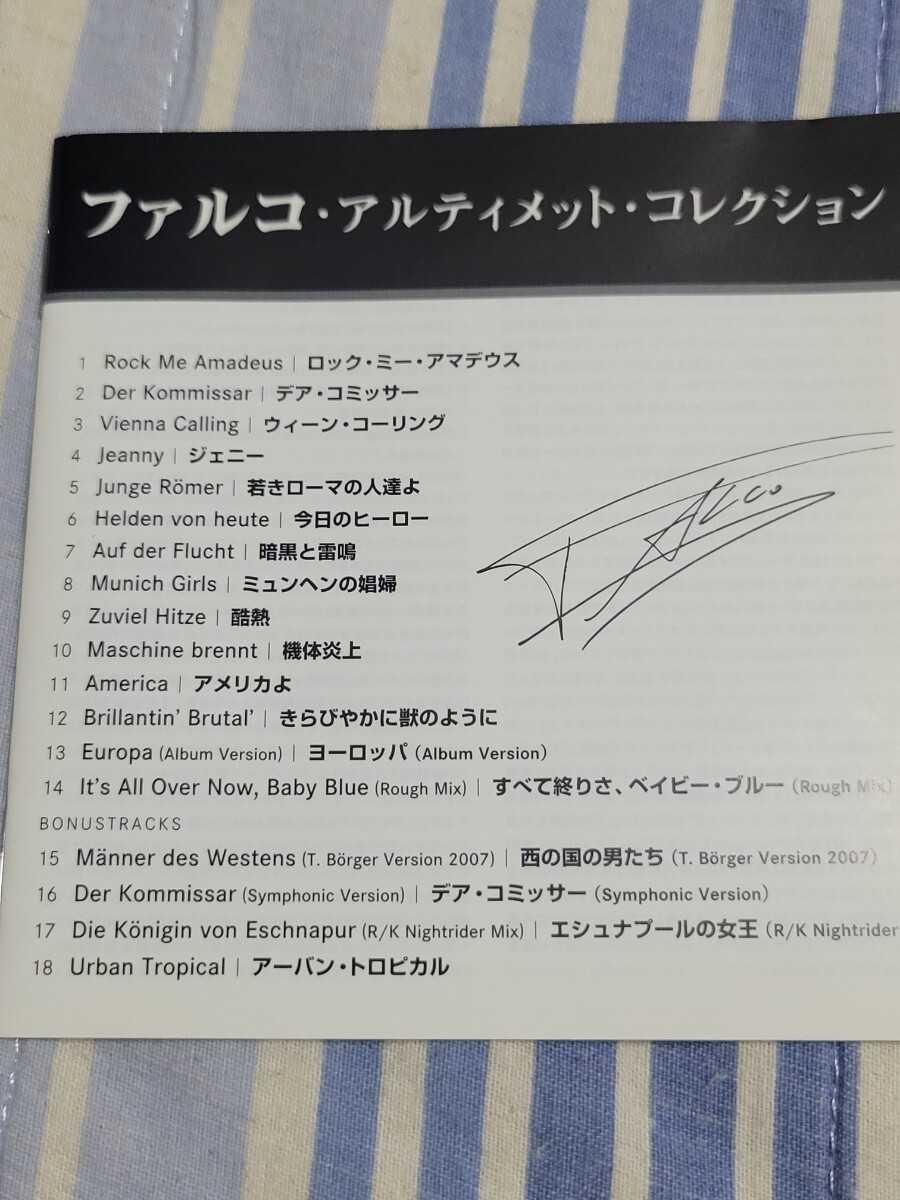 ファルコ・アルティメット・コレクション
1 Rock Me Amadeus | ロック・ミー・アマデウス
2 Der Kommissar | デア・コミッサー
3 Vienna Calling | ウィーン・コーリング
4 Jeanny | ジェニー
5 Junge Römer | 若きローマの人達よ
6 Helden von heute | 今日のヒーロー
7 Auf der Flucht | 暗黒と雷鳴
8 Munich Girls | ミュンヘンの娼婦
9 Zuviel Hitze | 酷熱
10 Maschine brennt | 機体炎上
11 America | アメリカよ
12 Brillantin' Brutal' | きらびやかに獣のように
13 Europa (Album Version) | ヨーロッパ (Album Version)
14 It's All Over Now, Baby Blue (Rough Mix) | すべて終りさ、ベイビー・ブルー (Rough Mix)
BONUSTRACKS
15 Männer des Westens (T. Börger Version 2007) | 西の国の男たち (T. Börger Version 2007)
16 Der Kommissar (Symphonic Version) | デア・コミッサー (Symphonic Version)
17 Die Königin von Eschnapur (R/K Nightrider Mix) | エシュナプールの女王 (R/K Nightrider
18 Urban Tropical | アーバン・トロピカル
Falco